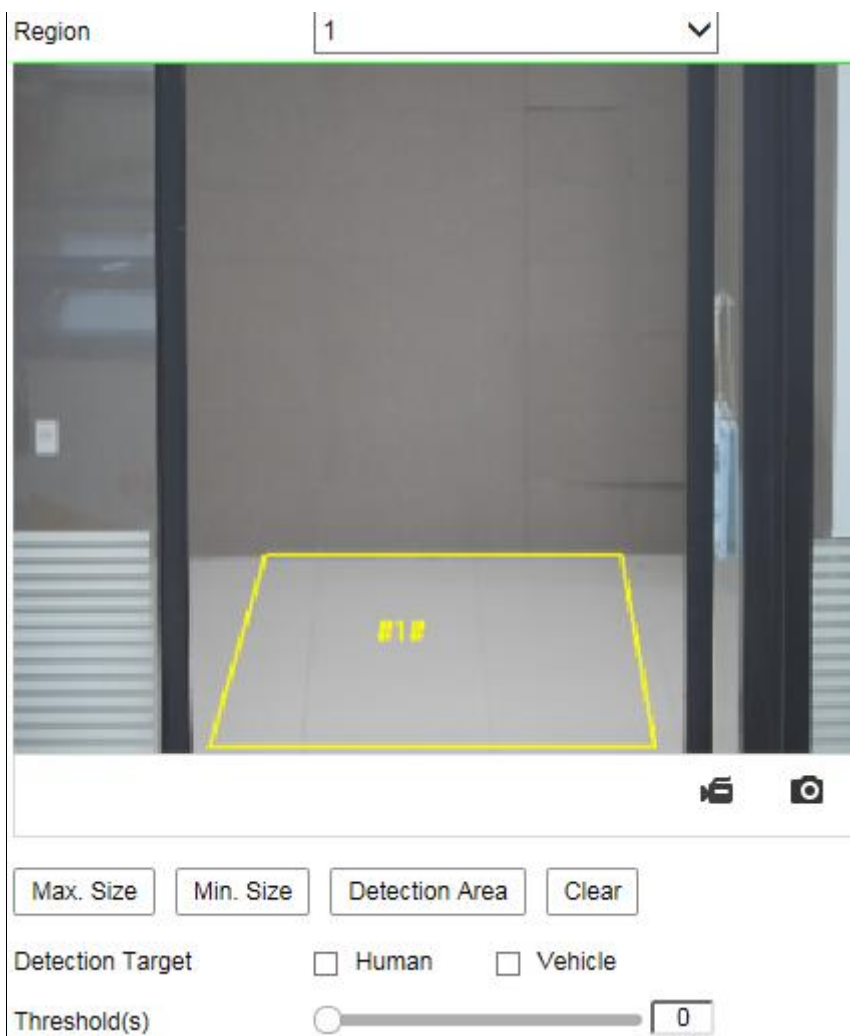 Region 1
#1#
Max. Size Min. Size Detection Area Clear
Detection Target Human Vehicle
Threshold(s) 0